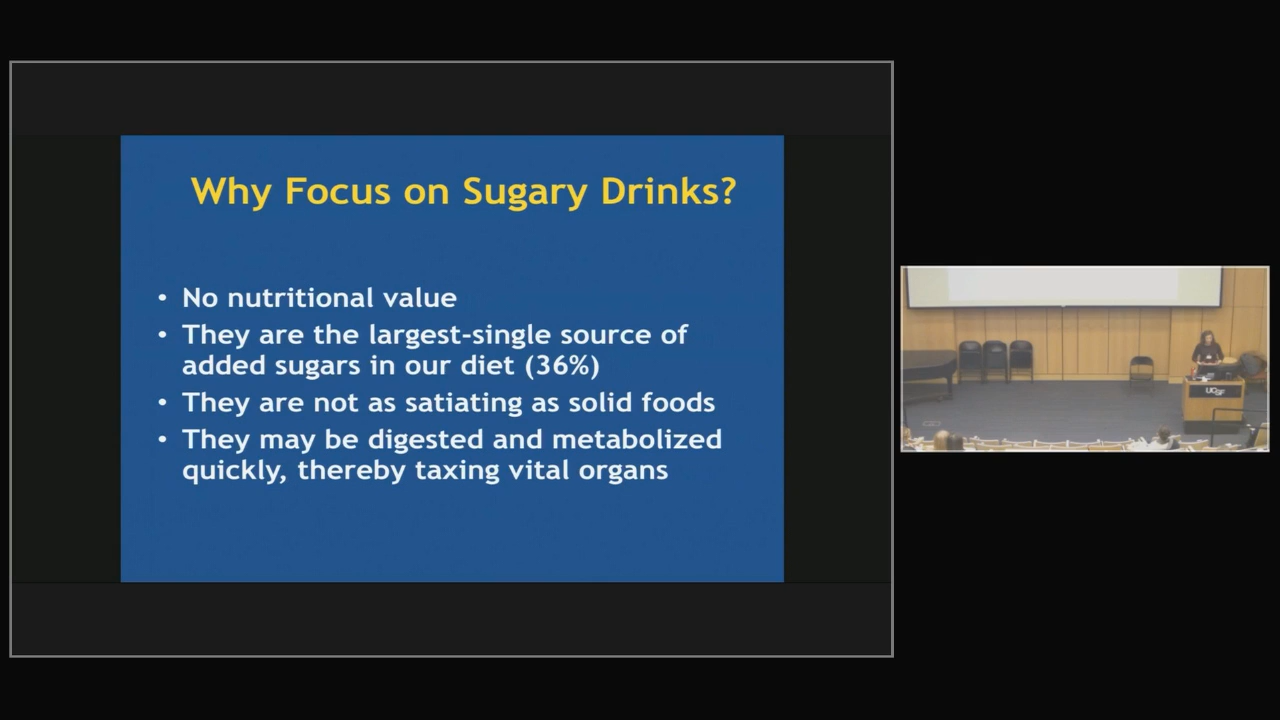 Why Focus on Sugary Drinks?
• No nutritional value
• They are the largest-single source of
added sugars in our diet (36%)
• They are not as satiating as solid foods
• They may be digested and metabolized
quickly, thereby taxing vital organs
UCSF